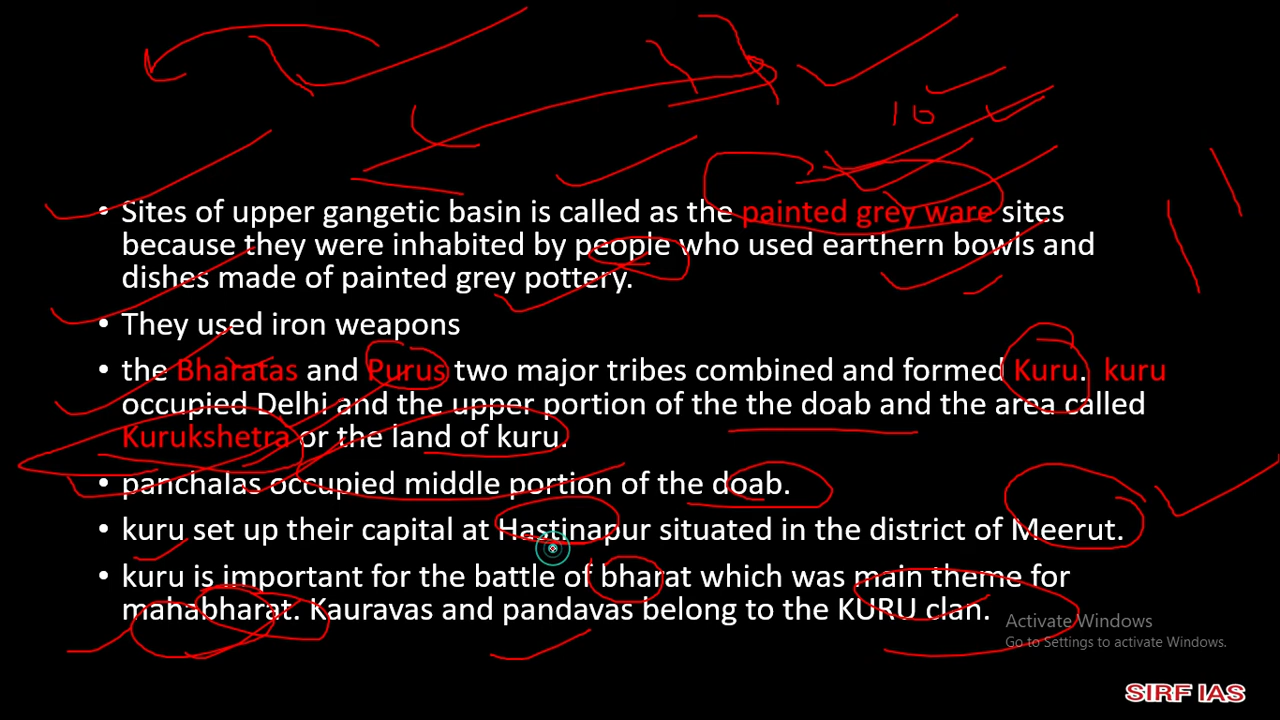 10
• Sites of upper gangetic basin is called as the painted grey ware sites
because they were inhabited by people who used earthern bowls and
dishes made of painted grey pottery.
• They used iron weapons
• the Bharatas and Purus two major tribes combined and formed Kuru. kuru
occupied Delhi and the upper portion of the the doab and the area called
Kurukshetra or the land of kuru.
• panchalas occupied middle portion of the doab.
• kuru set up their capital at Hastinapur situated in the district of Meerut.
• kuru is important for the battle of bharat which was main theme for
mahabharat. Kauravas and pandavas belong to the KURU clan.
Activate Windows
Go to Settings to activate Windows.
SIRF IAS